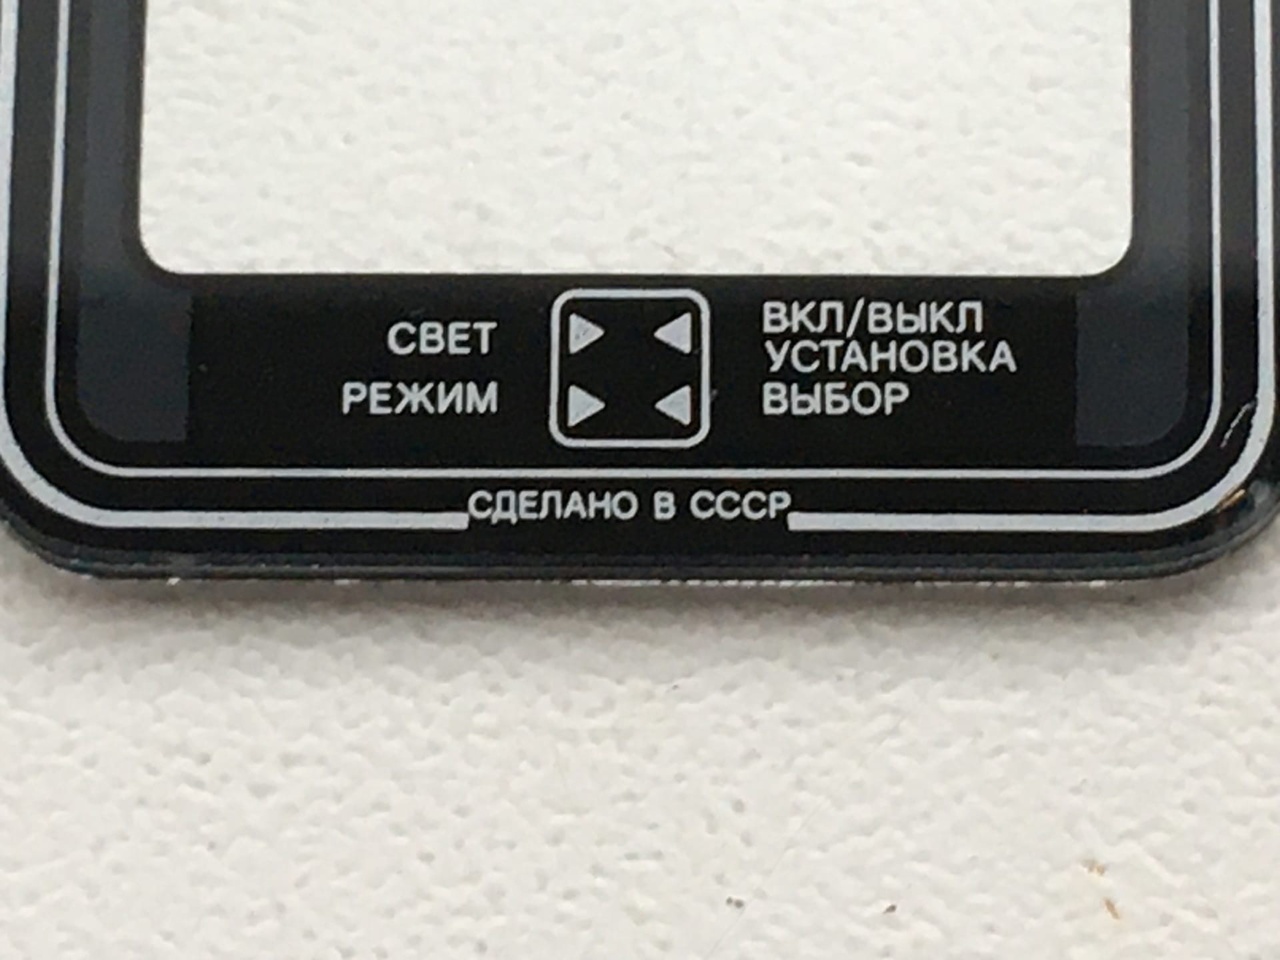 СВЕТ
РЕЖИМ
ВКЛ/ВЫКЛ
УСТАНОВКА
ВЫБОР
СДЕЛАНО В СССР